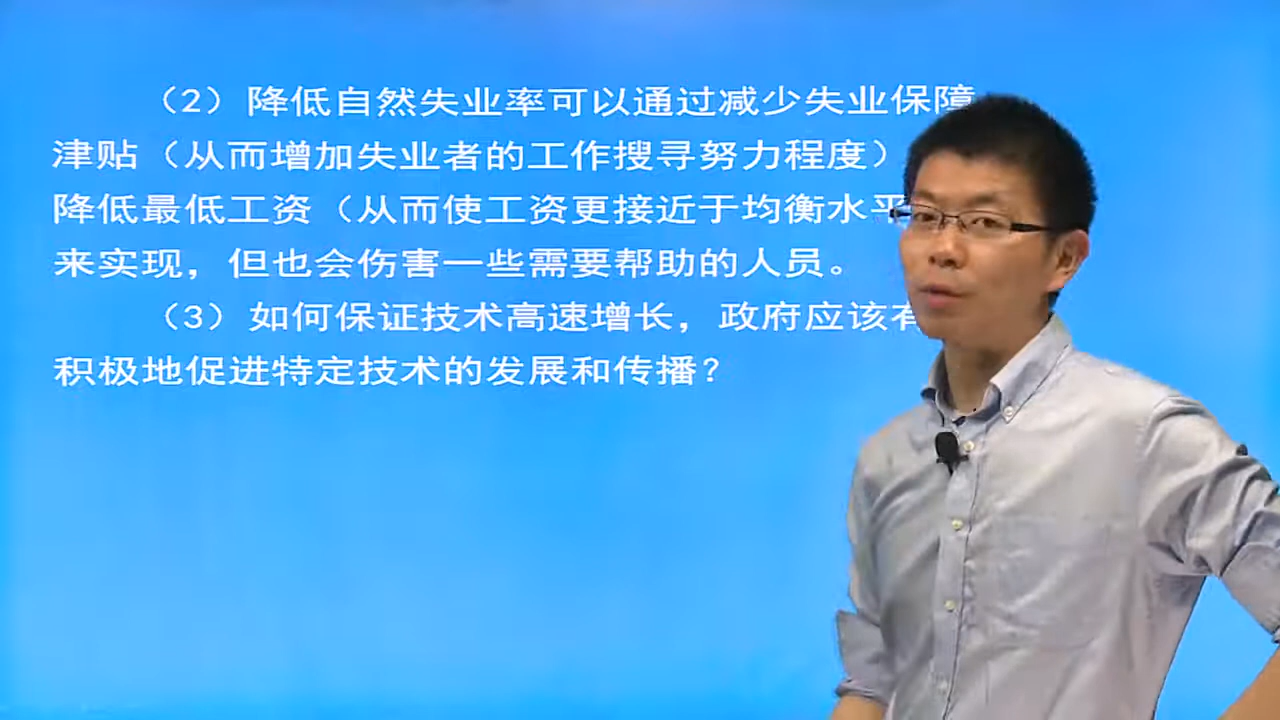 （2）降低自然失业率可以通过减少失业保障
津贴（从而增加失业者的工作搜寻努力程度）
降低最低工资（从而使工资更接近于均衡水平
来实现，但也会伤害一些需要帮助的人员。
（3）如何保证技术高速增长，政府应该有
积极地促进特定技术的发展和传播？